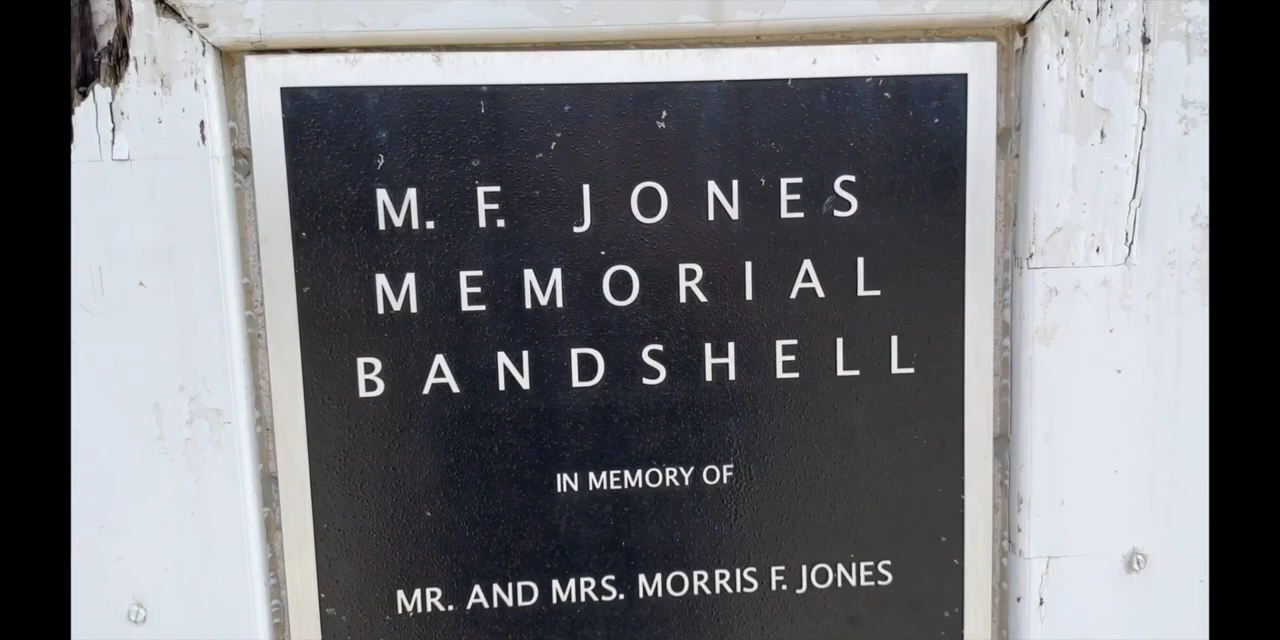 M. F. JONES
MEMORIAL
BANDSHELL
IN MEMORY OF
MR. AND MRS. MORRIS F. JONES